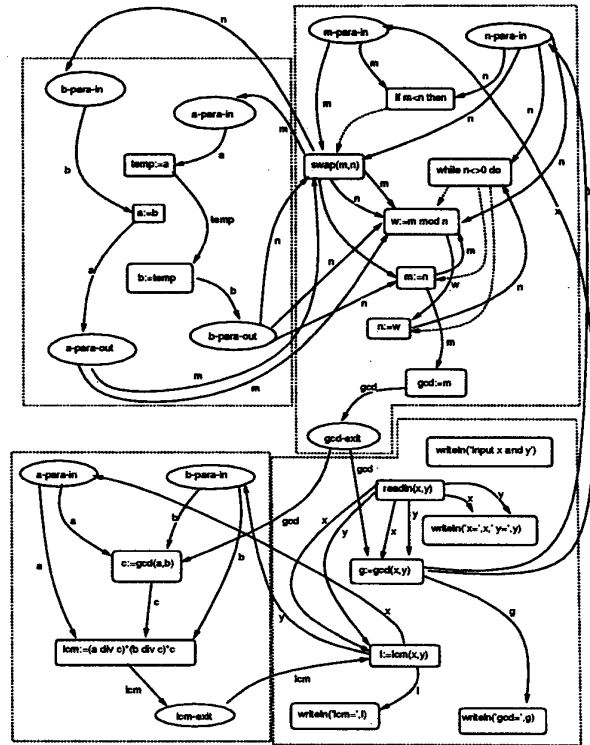 n
m-para-in
n-para-in
b-para-in
m
n
a-para-in
if m<n then
m
n
m
a
n
b
temp:=a
swap(m,n)
while n<>0 do
n
m
n
x
a:=b
temp
w:=m mod n
a
n
m
b:=temp
b
n
m:=n
w
n
n
n:=w
a-para-out
b-para-out
m
m
m
gcd:=m
gcd
gcd-exit
writeln('input x and y')
gcd
a-para-in
b-para-in
readln(x,y)
gcd
x
y
x
y
x
y
a
b
writeln('x=',x,' y=',y)
a
c:=gcd(a,b)
b
g:=gcd(x,y)
c
g
x
y
lcm:=(a div c)*(b div c)*c
l:=lcm(x,y)
lcm
lcm
l
lcm-exit
writeln('lcm=',l)
writeln('gcd=',g)